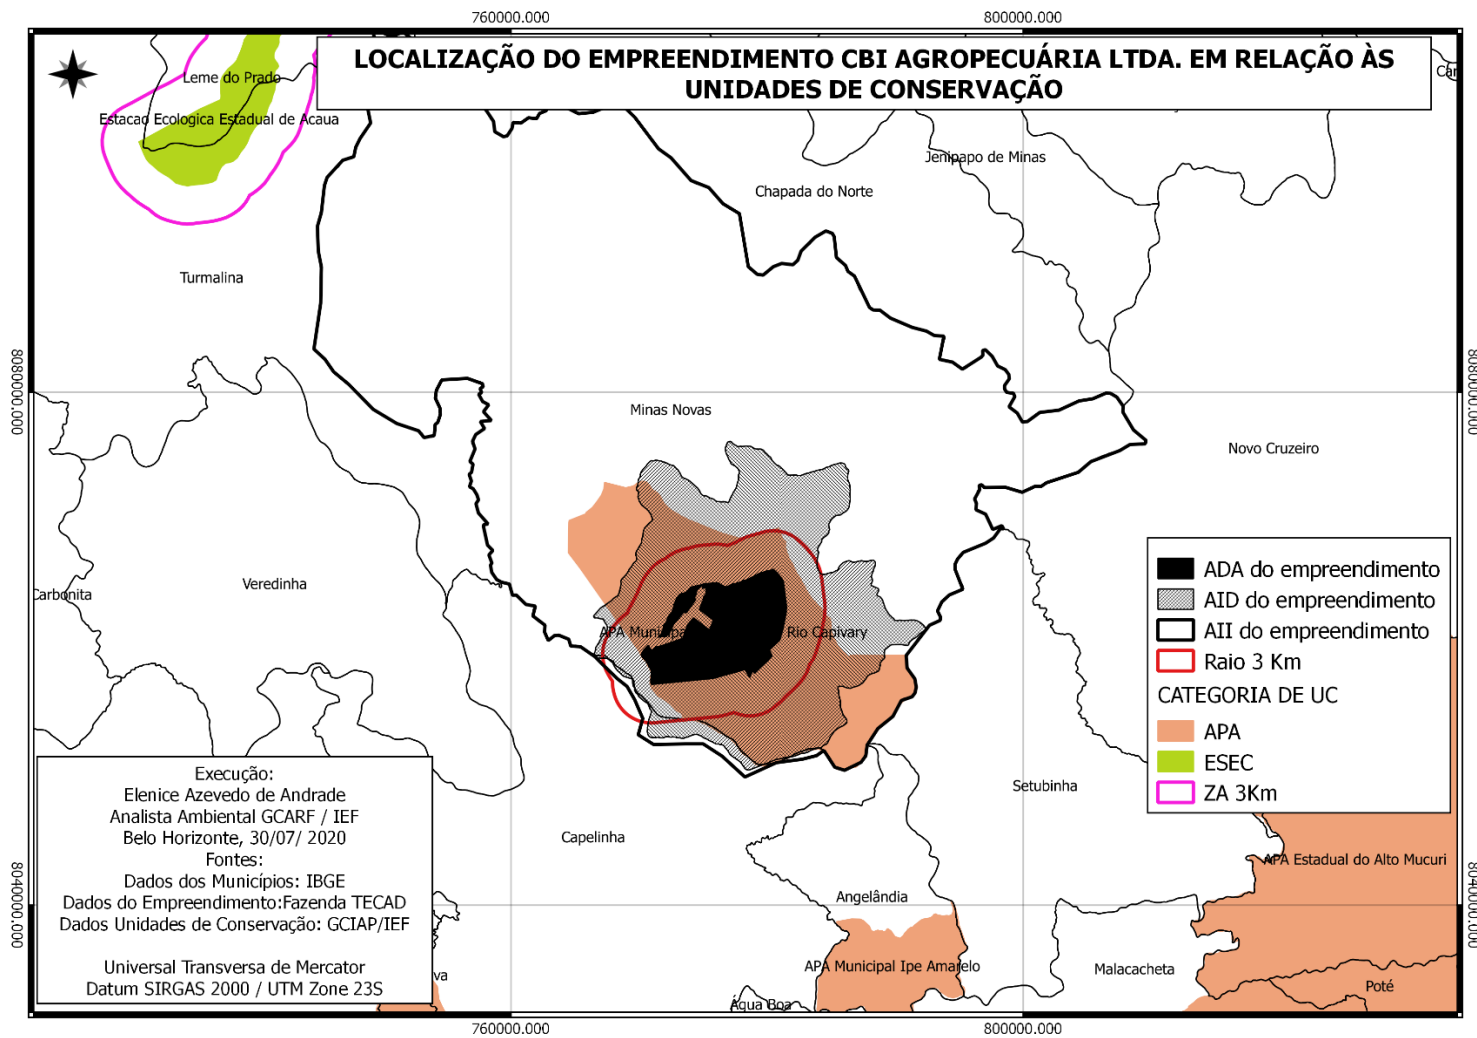 760000.000
800000.000
LOCALIZAÇÃO DO EMPREENDIMENTO CBI AGROPECUÁRIA LTDA. EM RELAÇÃO ÀS
UNIDADES DE CONSERVAÇÃO
Leme do Prado
Estacao Ecologica Estadual de Acaua
Jenipapo de Minas
Chapada do Norte
Turmalina
8080000.000
8080000.000
Minas Novas
Novo Cruzeiro
Veredinha
Carbonita
APA Municipa
Rio Capivary
ADA do empreendimento
AID do empreendimento
AII do empreendimento
Raio 3 Km
CATEGORIA DE UC
APA
ESEC
ZA 3Km
Setubinha
Capelinha
Angelândia
APA Estadual do Alto Mucuri
APA Municipal Ipe Amarelo
Malacacheta
Poté
Água Boa
va
8040000.000
8040000.000
Execução:
Elenice Azevedo de Andrade
Analista Ambiental GCARF / IEF
Belo Horizonte, 30/07/ 2020
Fontes:
Dados dos Municípios: IBGE
Dados do Empreendimento:Fazenda TECAD
Dados Unidades de Conservação: GCIAP/IEF
Universal Transversa de Mercator
Datum SIRGAS 2000 / UTM Zone 23S
760000.000
800000.000